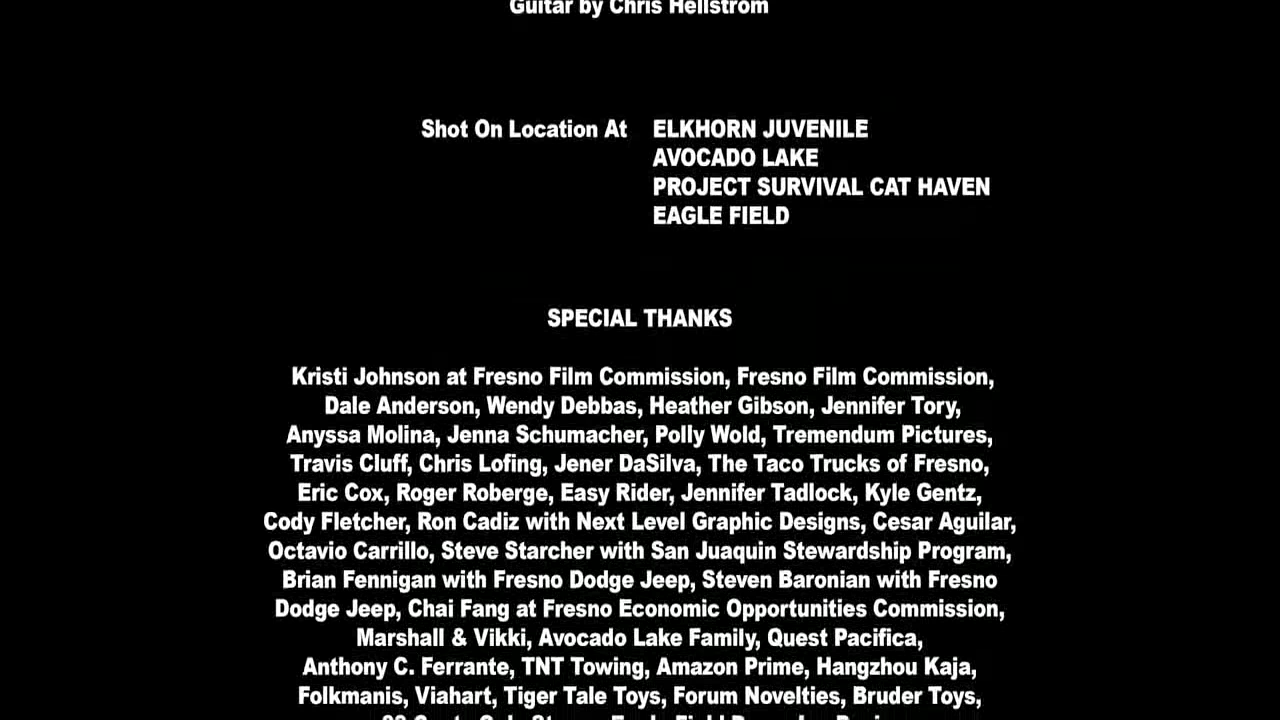 Guitar by Chris Hellstrom
Shot On Location At ELKHORN JUVENILE
AVOCADO LAKE
PROJECT SURVIVAL CAT HAVEN
EAGLE FIELD
SPECIAL THANKS
Kristi Johnson at Fresno Film Commission, Fresno Film Commission,
Dale Anderson, Wendy Debbas, Heather Gibson, Jennifer Tory,
Anyssa Molina, Jenna Schumacher, Polly Wold, Tremendum Pictures,
Travis Cluff, Chris Lofing, Jener DaSilva, The Taco Trucks of Fresno,
Eric Cox, Roger Roberge, Easy Rider, Jennifer Tadlock, Kyle Gentz,
Cody Fletcher, Ron Cadiz with Next Level Graphic Designs, Cesar Aguilar,
Octavio Carrillo, Steve Starcher with San Juaquin Stewardship Program,
Brian Fennigan with Fresno Dodge Jeep, Steven Baronian with Fresno
Dodge Jeep, Chai Fang at Fresno Economic Opportunities Commission,
Marshall & Vikki, Avocado Lake Family, Quest Pacifica,
Anthony C. Ferrante, TNT Towing, Amazon Prime, Hangzhou Kaja,
Folkmanis, Viahart, Tiger Tale Toys, Forum Novelties, Bruder Toys,